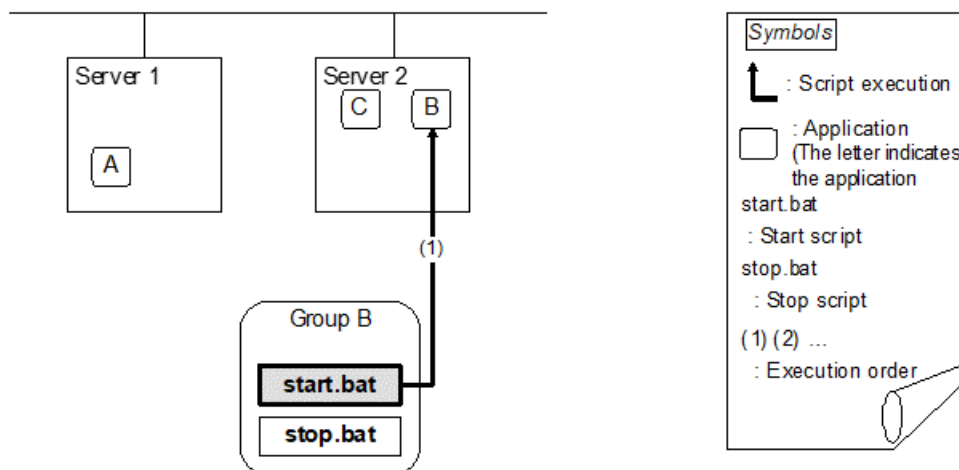 Server 1
A
Server 2
C
B
(1)
Group B
start.bat
stop.bat
Symbols
: Script execution
: Application
(The letter indicates
the application
start.bat
: Start script
stop.bat
: Stop script
(1) (2) ...
: Execution order